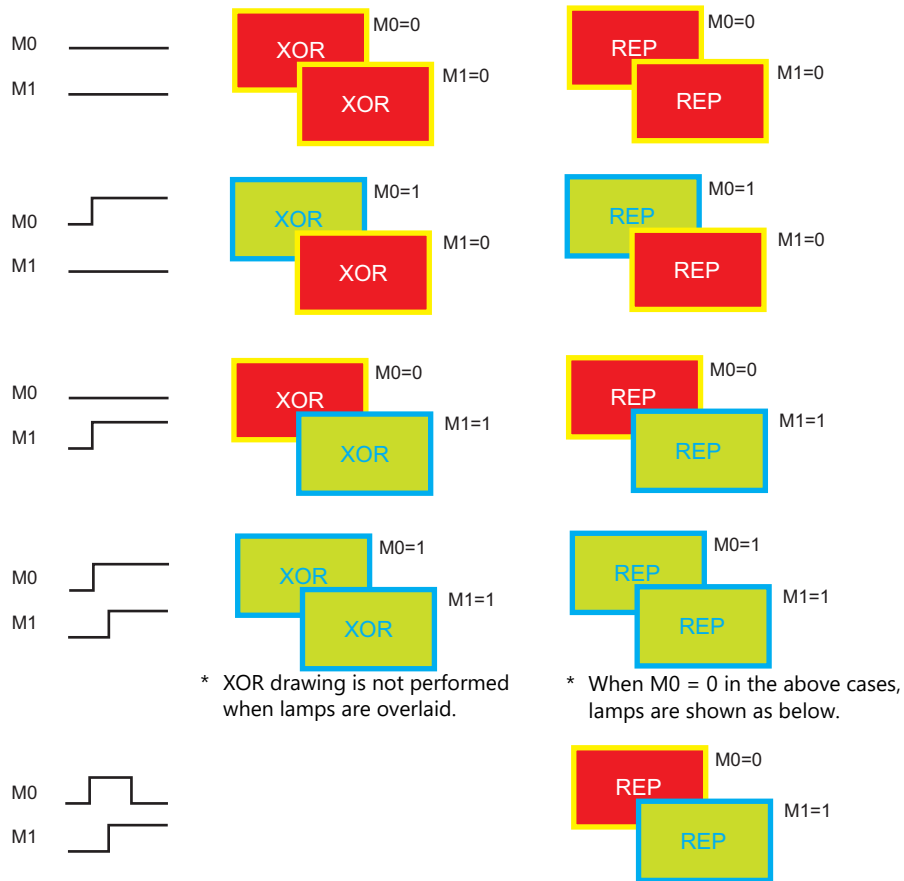 M0
M1
XOR
M0=0
XOR
M1=0
REP
M0=0
REP
M1=0
M0
M1
XOR
M0=1
XOR
M1=0
REP
M0=1
REP
M1=0
M0
M1
XOR
M0=0
XOR
M1=1
REP
M0=0
REP
M1=1
M0
M1
XOR
M0=1
XOR
M1=1
REP
M0=1
REP
M1=1
* XOR drawing is not performed
when lamps are overlaid.
* When M0 = 0 in the above cases,
lamps are shown as below.
M0
M1
REP
M0=0
REP
M1=1